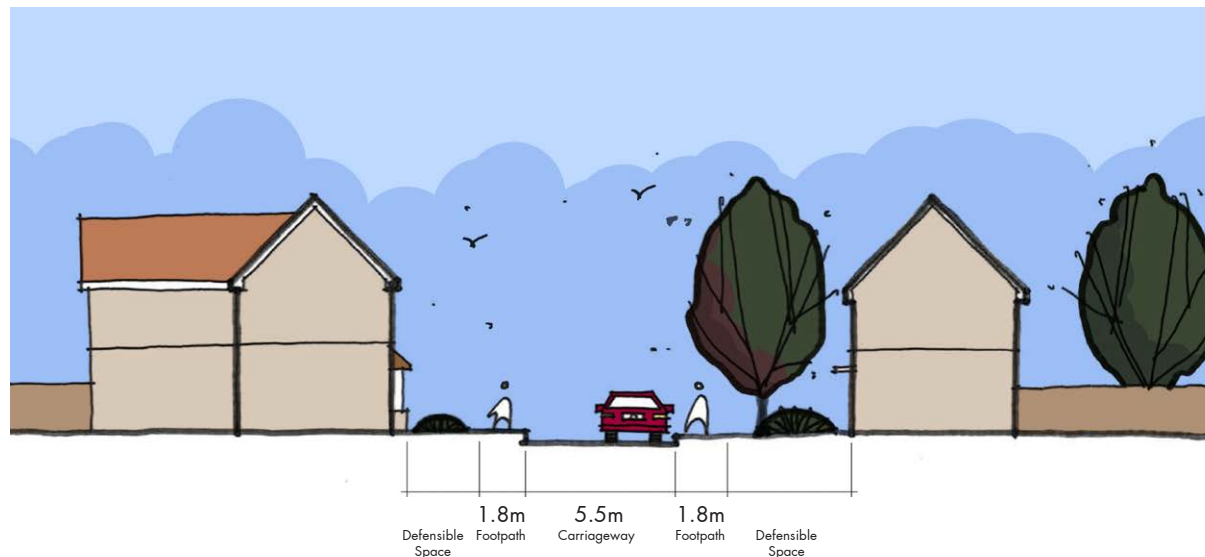 1.8m 5.5m 1.8m
Defensible Footpath Carriageway Footpath Defensible
Space Space